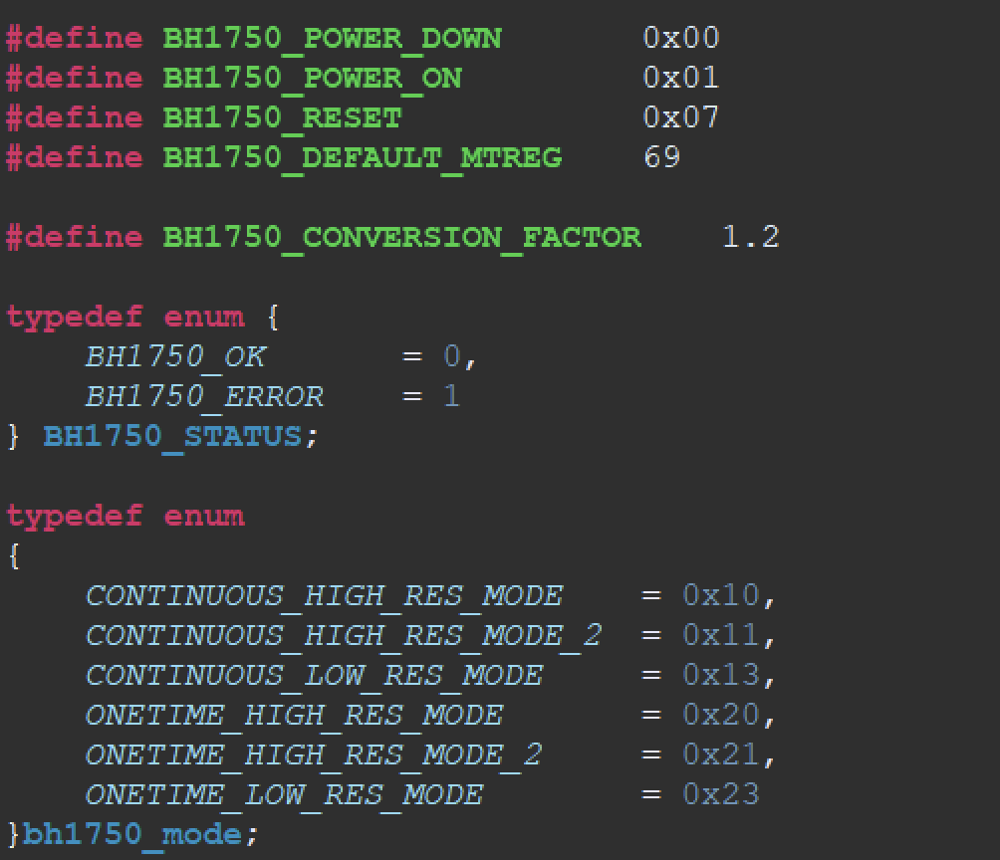 #define BH1750_POWER_DOWN       0x00
#define BH1750_POWER_ON         0x01
#define BH1750_RESET            0x07
#define BH1750_DEFAULT_MTREG    69
#define BH1750_CONVERSION_FACTOR    1.2
typedef enum {
    BH1750_OK       = 0,
    BH1750_ERROR    = 1
} BH1750_STATUS;
typedef enum
{
    CONTINUOUS_HIGH_RES_MODE    = 0x10,
    CONTINUOUS_HIGH_RES_MODE_2  = 0x11,
    CONTINUOUS_LOW_RES_MODE     = 0x13,
    ONETIME_HIGH_RES_MODE       = 0x20,
    ONETIME_HIGH_RES_MODE_2     = 0x21,
    ONETIME_LOW_RES_MODE        = 0x23
}bh1750_mode;